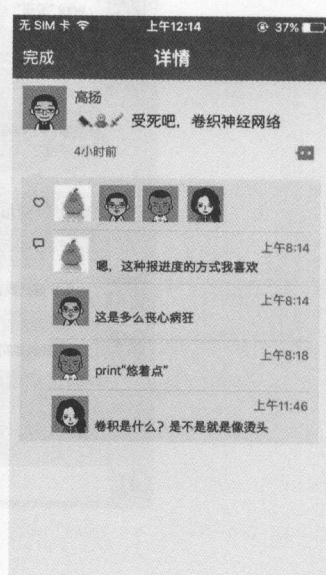 无 SIM 卡 上午12:14 37%
完成 详情
高扬
受死吧，卷织神经网络
4小时前
上午8:14
嗯，这种报进度的方式我喜欢
上午8:14
这是多么丧心病狂
上午8:18
print“悠着点”
上午11:46
卷积是什么？是不是就是像烫头